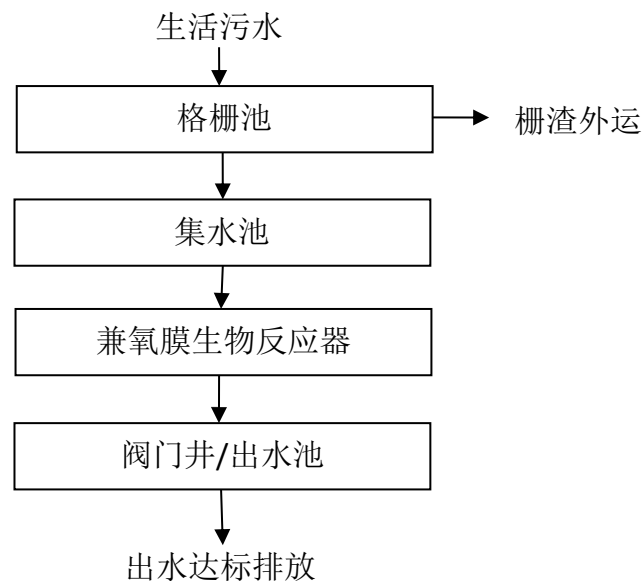 生活污水
格栅池
栅渣外运
集水池
兼氧膜生物反应器
阀门井/出水池
出水达标排放